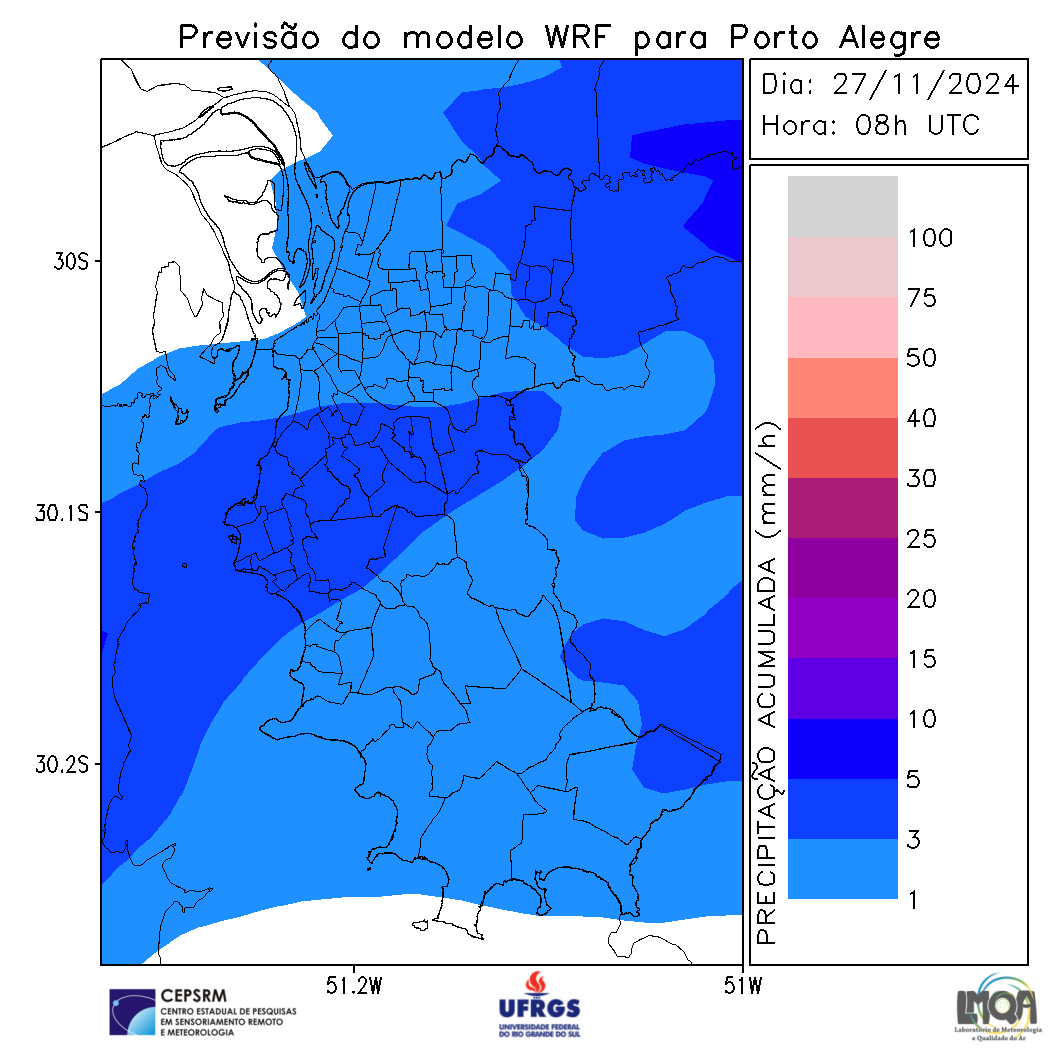 Previsão do modelo WRF para Porto Alegre
Dia: 27/11/2024
Hora: 08h UTC
30S
30.1S
30.2S
51.2W
51W
PRECIPITAÇÃO ACUMULADA (mm/h)
100
75
50
40
30
25
20
15
10
5
3
1
CEPSRM
CENTRO ESTADUAL DE PESQUISAS
EM SENSORIAMENTO REMOTO
E METEOROLOGIA
UFRGS
UNIVERSIDADE FEDERAL
DO RIO GRANDE DO SUL
LMQA
Laboratório de Meteorologia
e Qualidade do Ar